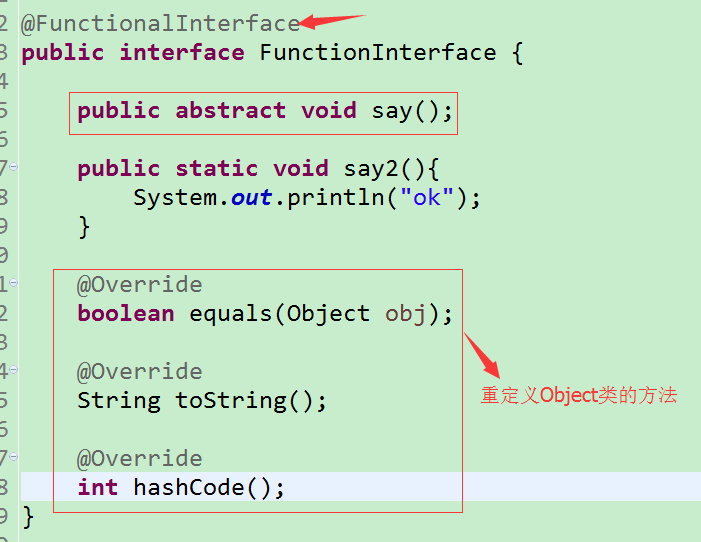 2 @FunctionalInterface
3 public interface FunctionInterface {
4
5 public abstract void say();
6
7 public static void say2(){
8 System.out.println("ok");
9 }
0
1 @Override
2 boolean equals(Object obj);
3
4 @Override
5 String toString();
6
7 @Override
8 int hashCode();
9 }
重定义Object类的方法